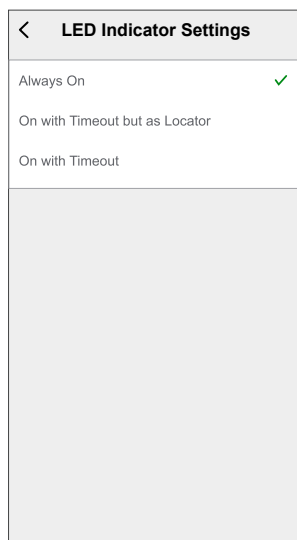 LED Indicator Settings
Always On
On with Timeout but as Locator
On with Timeout